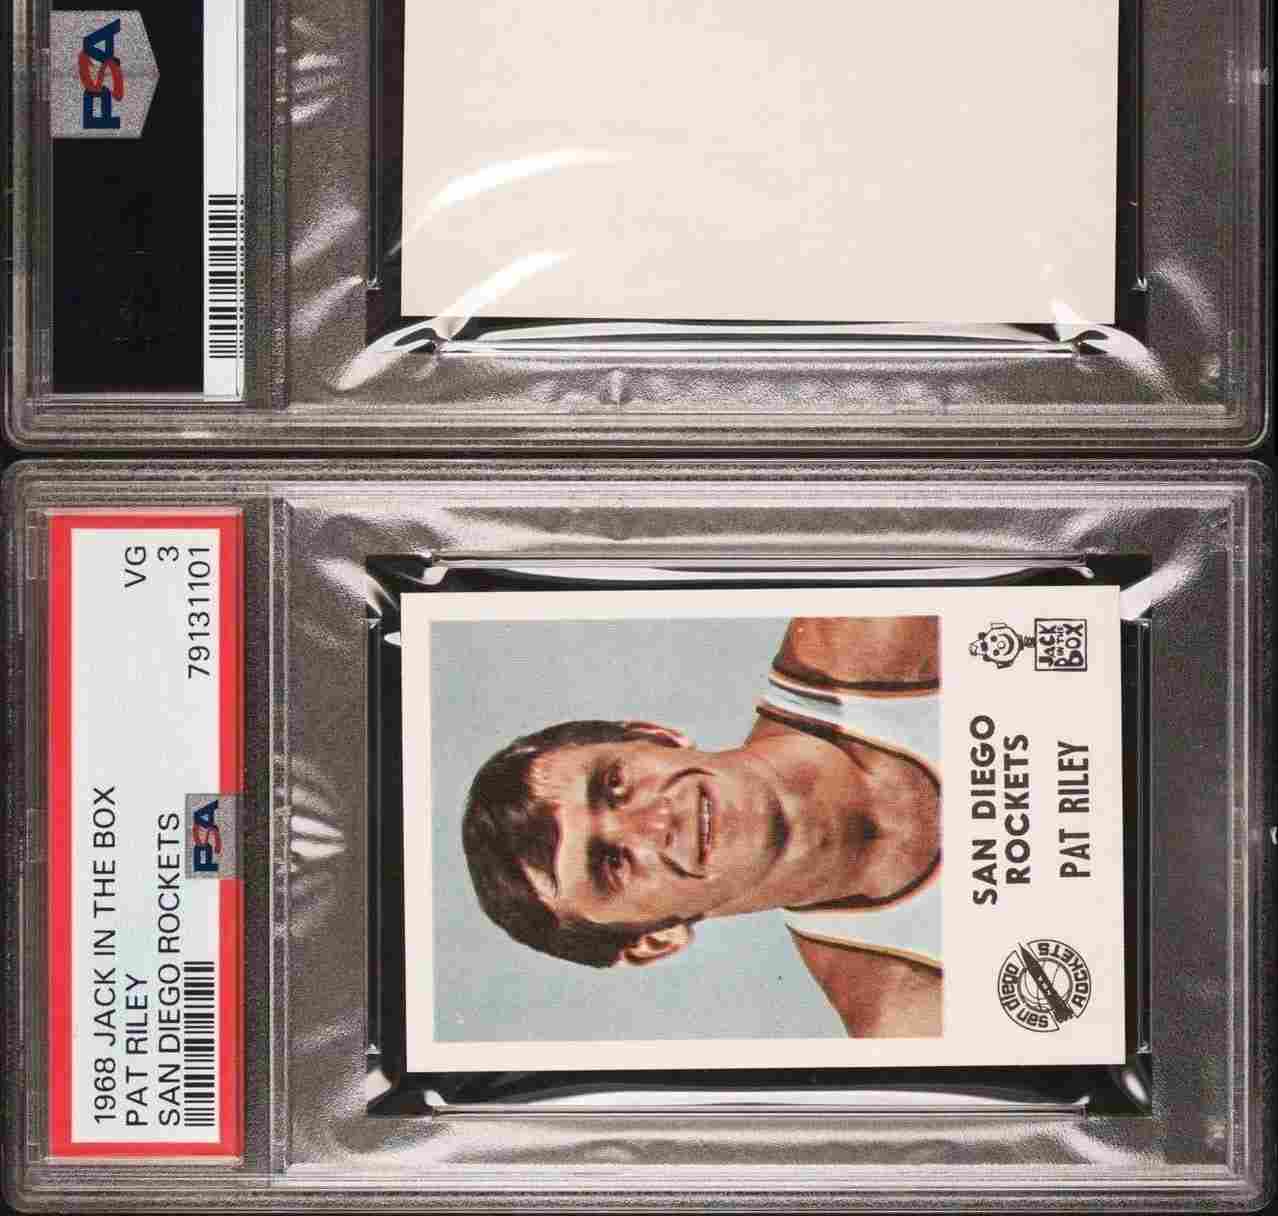 PSA
1968 JACK IN THE BOX
PAT RILEY
SAN DIEGO ROCKETS
VG
3
79131101
PSA
SAN DIEGO
ROCKETS
PAT RILEY
JACK
IN THE
BOX
san diego
ROCKETS